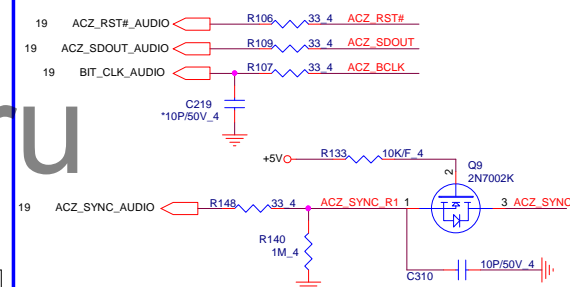 19 ACZ_RST#_AUDIO R106 33_4 ACZ_RST#
19 ACZ_SDOUT_AUDIO R109 33_4 ACZ_SDOUT
19 BIT_CLK_AUDIO R107 33_4 ACZ_BCLK
C219
*10P/50V_4
ru
+5V R133 10K/F_4
Q9
2N7002K
2
19 ACZ_SYNC_AUDIO R148 33_4 ACZ_SYNC_R1 1 3 ACZ_SYNC
R140
1M_4
C310 10P/50V_4